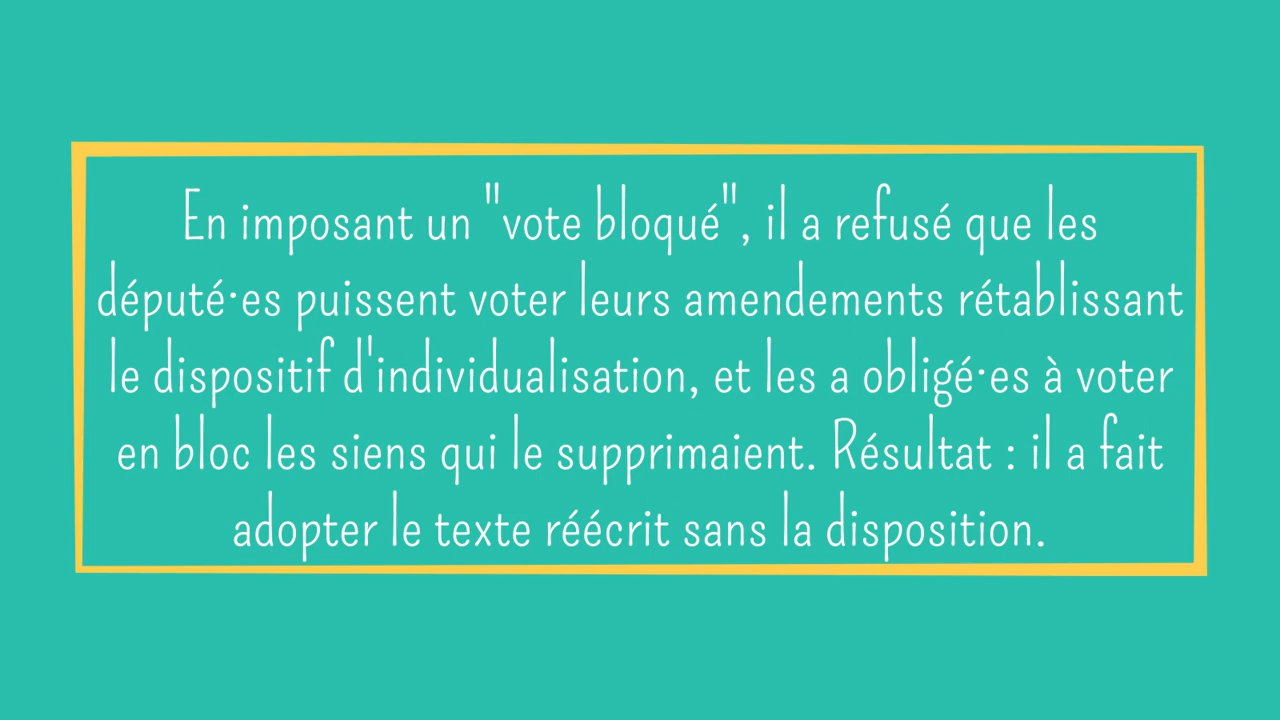 En imposant un "vote bloqué", il a refusé que les
député·es puissent voter leurs amendements rétablissant
le dispositif d'individualisation, et les a obligé·es à voter
en bloc les siens qui le supprimaient. Résultat : il a fait
adopter le texte réécrit sans la disposition.